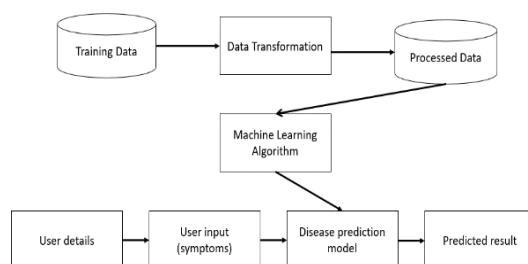 Training Data
Data Transformation
Processed Data
Machine Learning
Algorithm
User details
User input
(symptoms)
Disease prediction
model
Predicted result